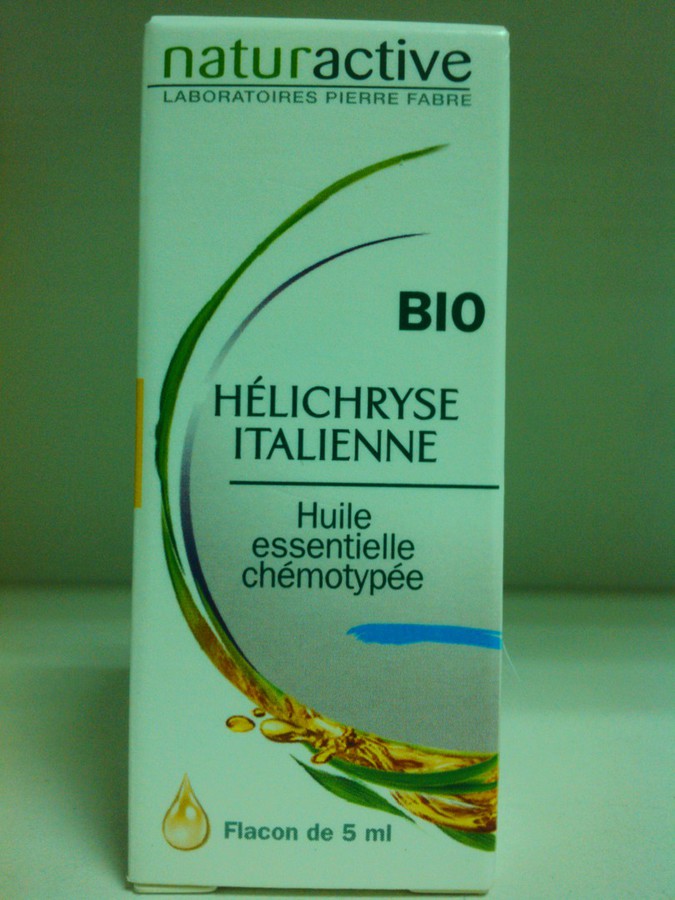 naturactive
LABORATOIRES PIERRE FABRE
BIO
HÉLICHRYSE
ITALIENNE
Huile
essentielle
chémotypée
Flacon de 5 ml